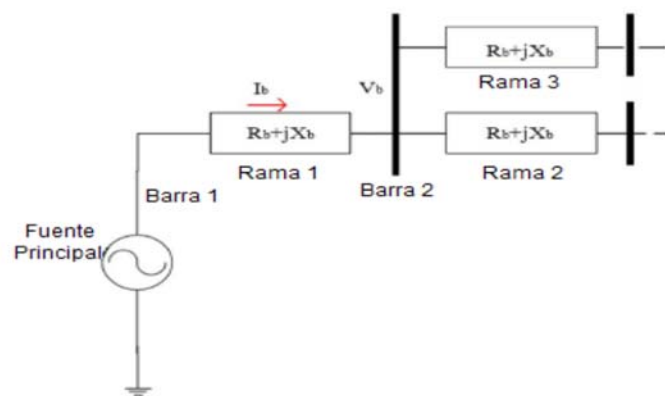 Rb+jXb
Rama 3
Ib
Vb
Rb+jXb
Rama 1
Rb+jXb
Rama 2
Barra 1
Barra 2
Fuente
Principal